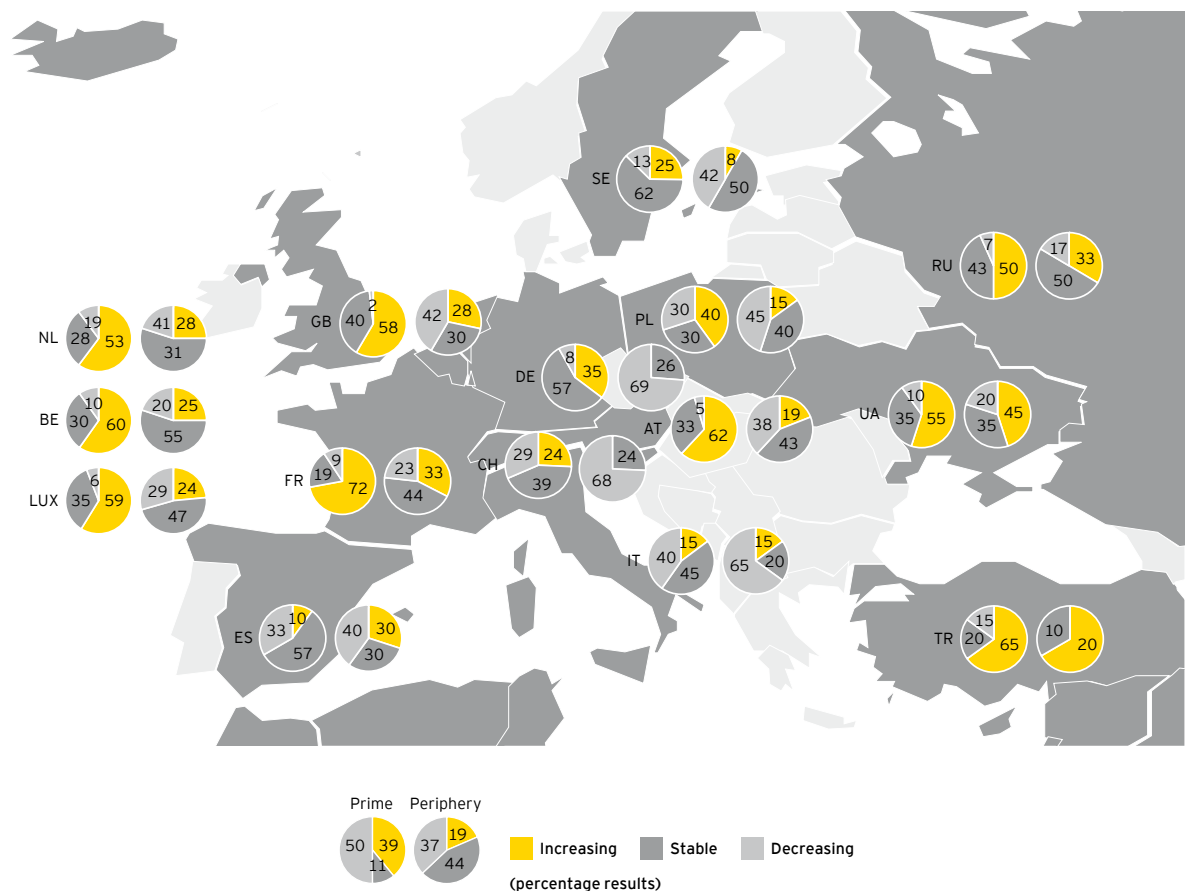 SE 13 25 62 42 8 50
RU 7 43 50 17 33 50
NL 19 28 53 41 28 31
GB 2 40 58 42 28 30
PL 30 40 30 45 15 40
DE 8 35 57 26 69
BE 10 30 60 20 25 55
AT 5 33 62 38 19 43
UA 10 35 55 20 45 35
FR 9 19 72 23 33 44
CH 29 24 39 24 68
LUX 6 35 59 29 24 47
IT 40 15 45 15 65 20
ES 10 33 57 40 30 30
TR 15 20 65 10 20
Prime Periphery
50 39 11 37 19 44
Increasing Stable Decreasing
(percentage results)